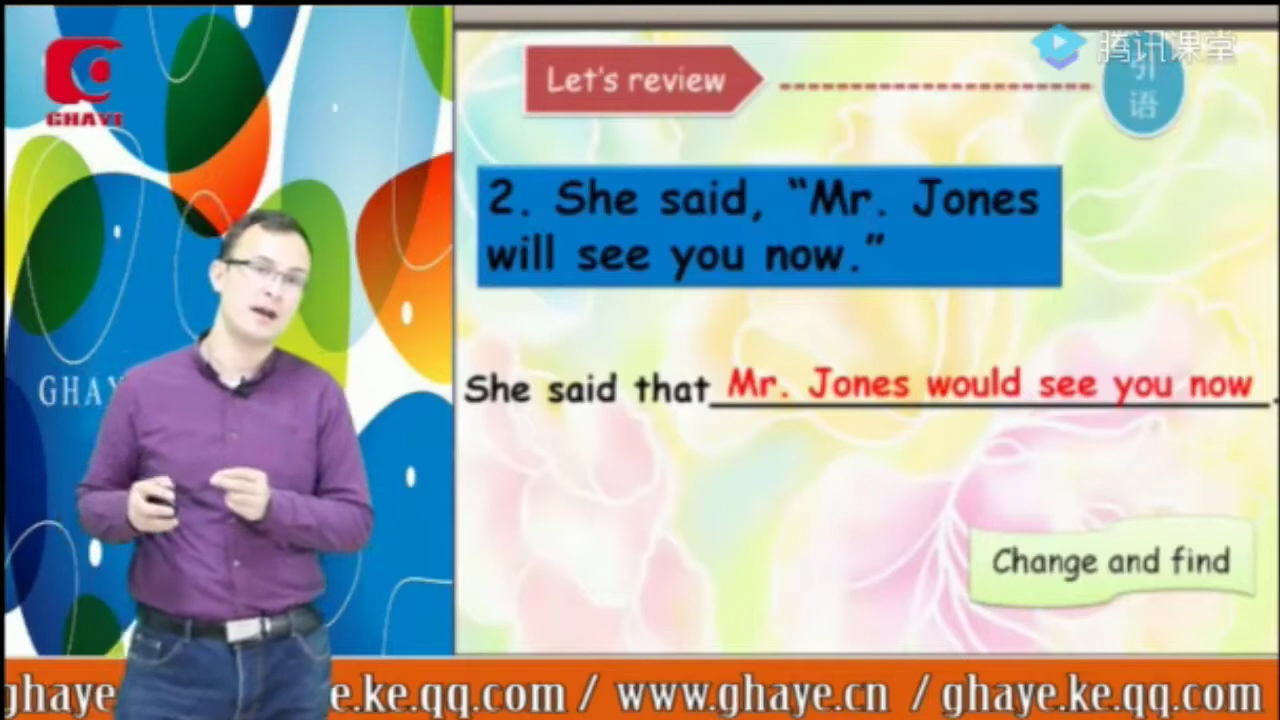 GHAYE
Let's review
腾讯课堂
引
语
2. She said, “Mr. Jones
will see you now.”
GHAY
She said that Mr. Jones would see you now.
Change and find
ghaye e.ke.qq.com / www.ghaye.cn / ghaye.ke.qq.com